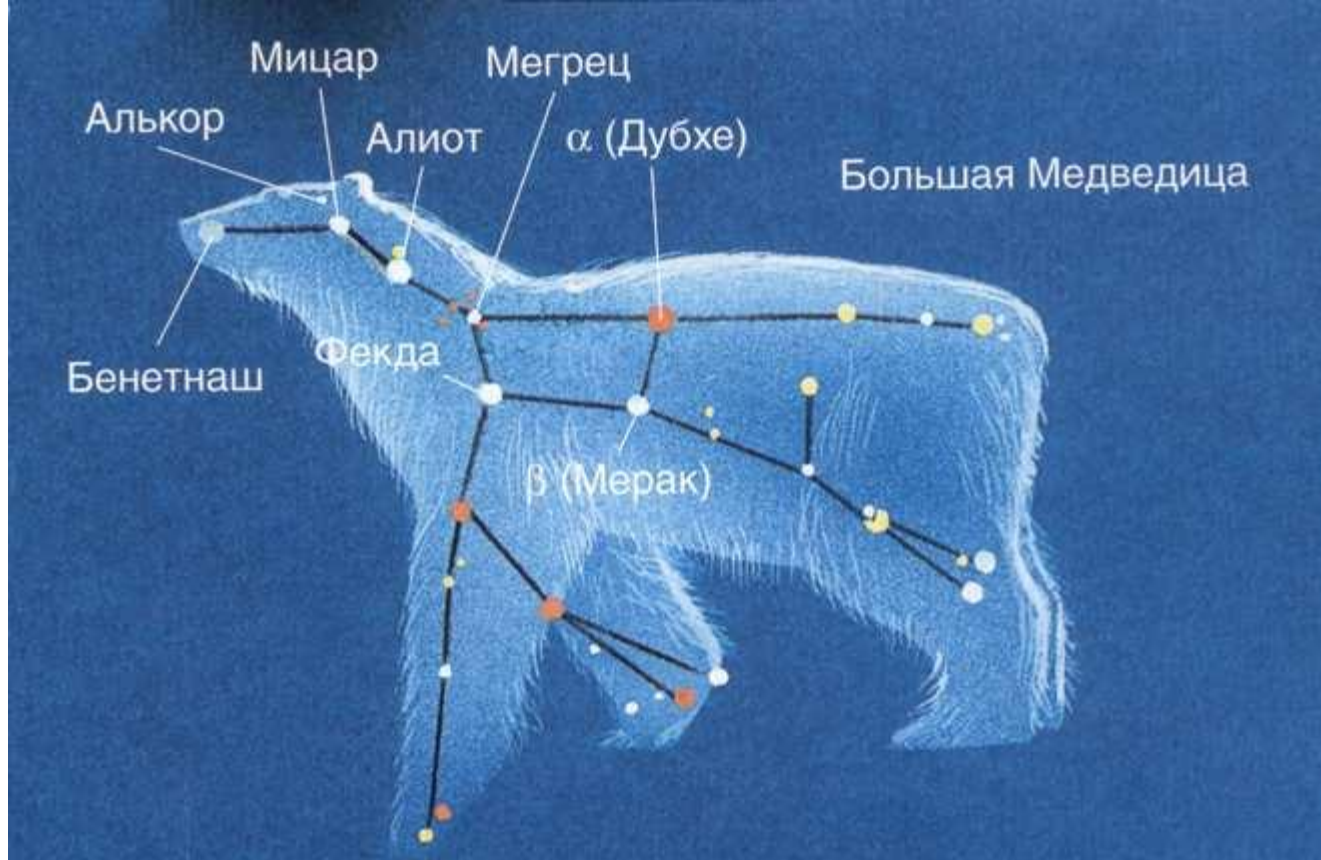 Мицар
Мегрец
Алькор
Алиот
α (Дубхе)
Большая Медведица
Фекда
Бенетнаш
β (Мерак)